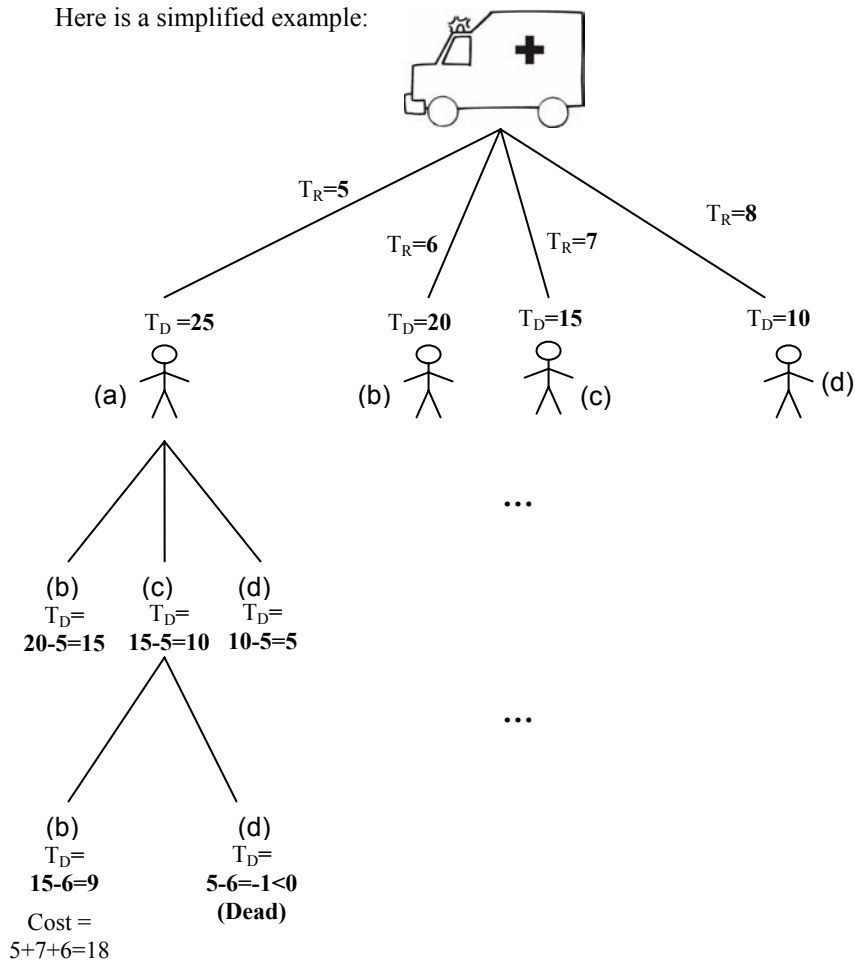 Here is a simplified example:
T_R=5
T_R=6
T_R=7
T_R=8
T_D =25
T_D=20
T_D=15
T_D=10
(a)
(b)
(c)
(d)
...
(b)
(c)
(d)
T_D=
T_D=
T_D=
20-5=15
15-5=10
10-5=5
...
(b)
(d)
T_D=
T_D=
15-6=9
5-6=-1<0
(Dead)
Cost =
5+7+6=18